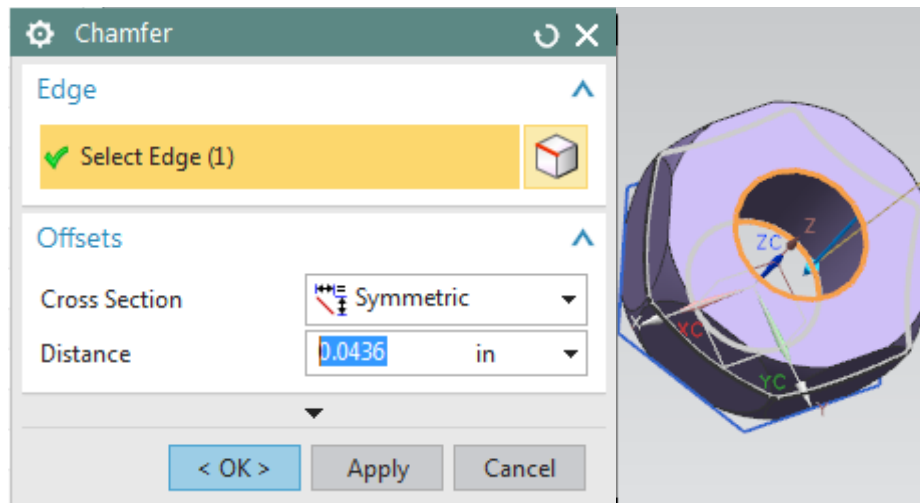 Chamfer
Edge
Select Edge (1)
Offsets
Cross Section Symmetric
Distance 0.0436 in
< OK > Apply Cancel
Z
ZC
X
XC
YC
Y